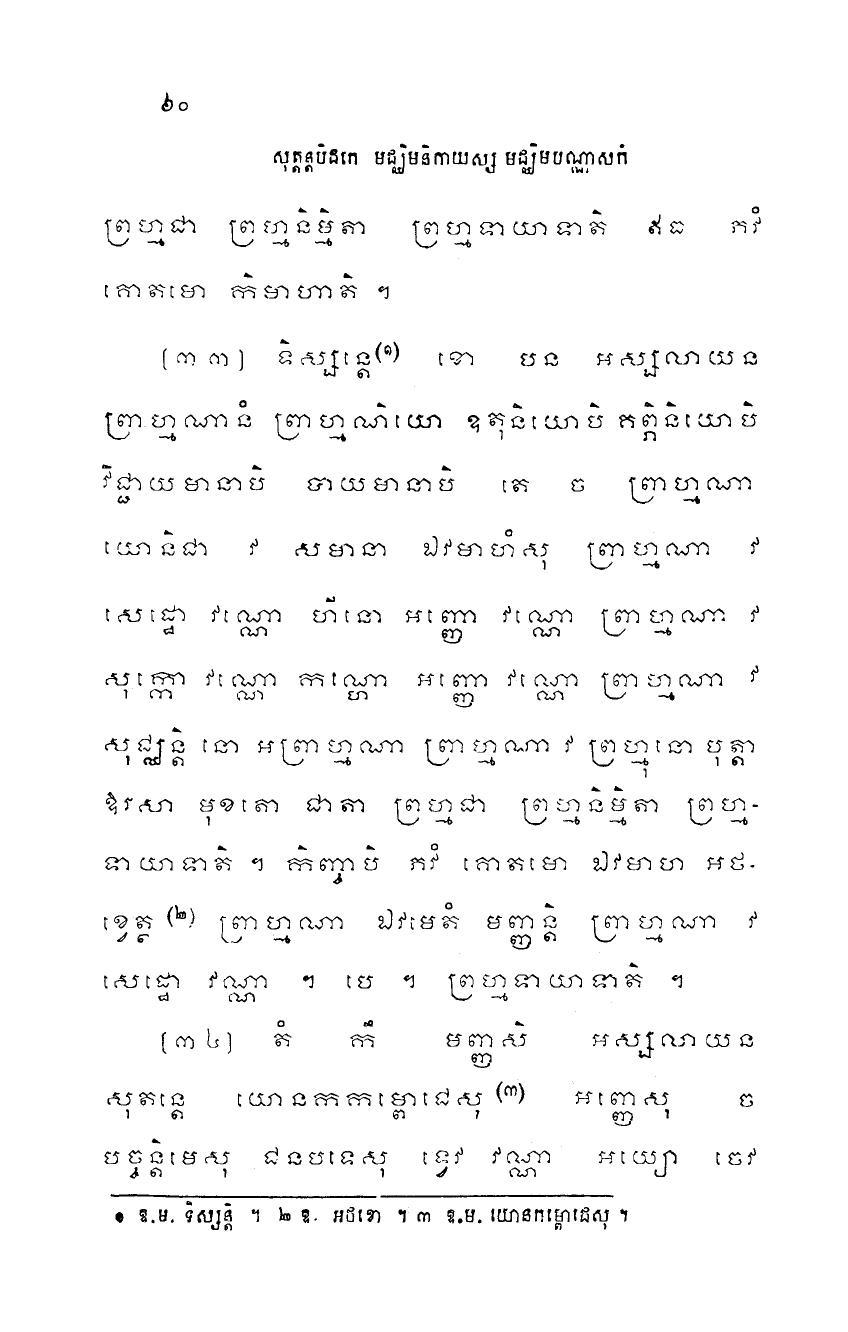 ៦០
សុត្តន្តបិដកេ មជ្ឈិមនិកាយស្ស មជ្ឈិមបណ្ណាសកំ
ព្រហ្មជា ព្រហ្មនិម្មិតា ព្រហ្មទាយាទាតិ ឥធ ភវំ
គោតមោ កិមាហាតិ ។
[៣៣] ទិស្សន្តេ(១) ខោ បន អស្សលាយន
ព្រាហ្មណានំ ព្រាហ្មណិយោ ឧតុនិយោបិ គព្ភិនិយោបិ
វិជាយមានាបិ បាយមានាបិ តេ ច ព្រាហ្មណា
យោនិជា វ សមានា ឯវមាហំសុ ព្រាហ្មណា វ
សេដ្ឋោ វណ្ណោ ហីនោ អញ្ញោ វណ្ណោ ព្រាហ្មណា វ
សុក្កោ វណ្ណោ កណ្ហោ អញ្ញោ វណ្ណោ ព្រាហ្មណា វ
សុជ្ឈន្តិ នោ អព្រាហ្មណា ព្រាហ្មណា វ ព្រហ្មុនោ បុត្តា
ឱរសា មុខតោ ជាតា ព្រហ្មជា ព្រហ្មនិម្មិតា ព្រហ្ម-
ទាយាទាតិ ។ កិញ្ចាបិ ភវំ គោតមោ ឯវមាហ អថ-
ខ្វេត្ថ (២) ព្រាហ្មណា ឯវមេតំ មញ្ញន្តិ ព្រាហ្មណា វ
សេដ្ឋោ វណ្ណោ ។ បេ ។ ព្រហ្មទាយាទាតិ ។
[៣៤] តំ កឹ មញ្ញសិ អស្សលាយន
សុតន្តេ យោនកកម្ពោជេសុ (៣) អញ្ញេសុ ច
បច្ចន្តិមេសុ ជនបទេសុ ទ្វេវ វណ្ណា អយ្យោ ចេវ
១ ឱ.ម. ទិស្សន្តិ ។ ២ ឱ. អថខោ ។ ៣ ឱ.ម. យោនកម្ពោជេសុ ។